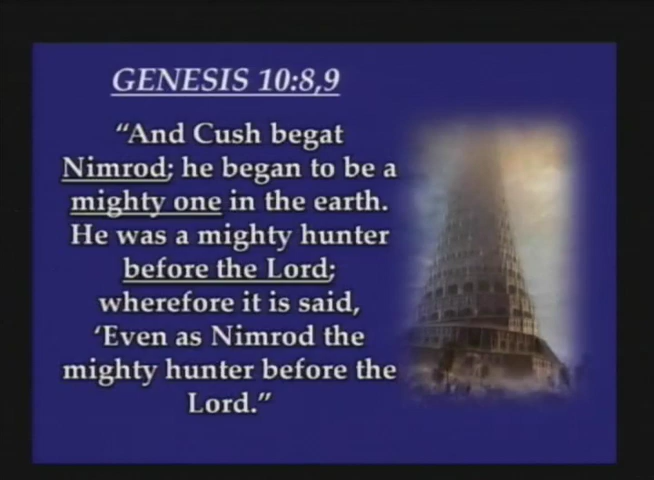 GENESIS 10:8,9
“And Cush begat
Nimrod; he began to be a
mighty one in the earth.
He was a mighty hunter
before the Lord;
wherefore it is said,
‘Even as Nimrod the
mighty hunter before the
Lord.”